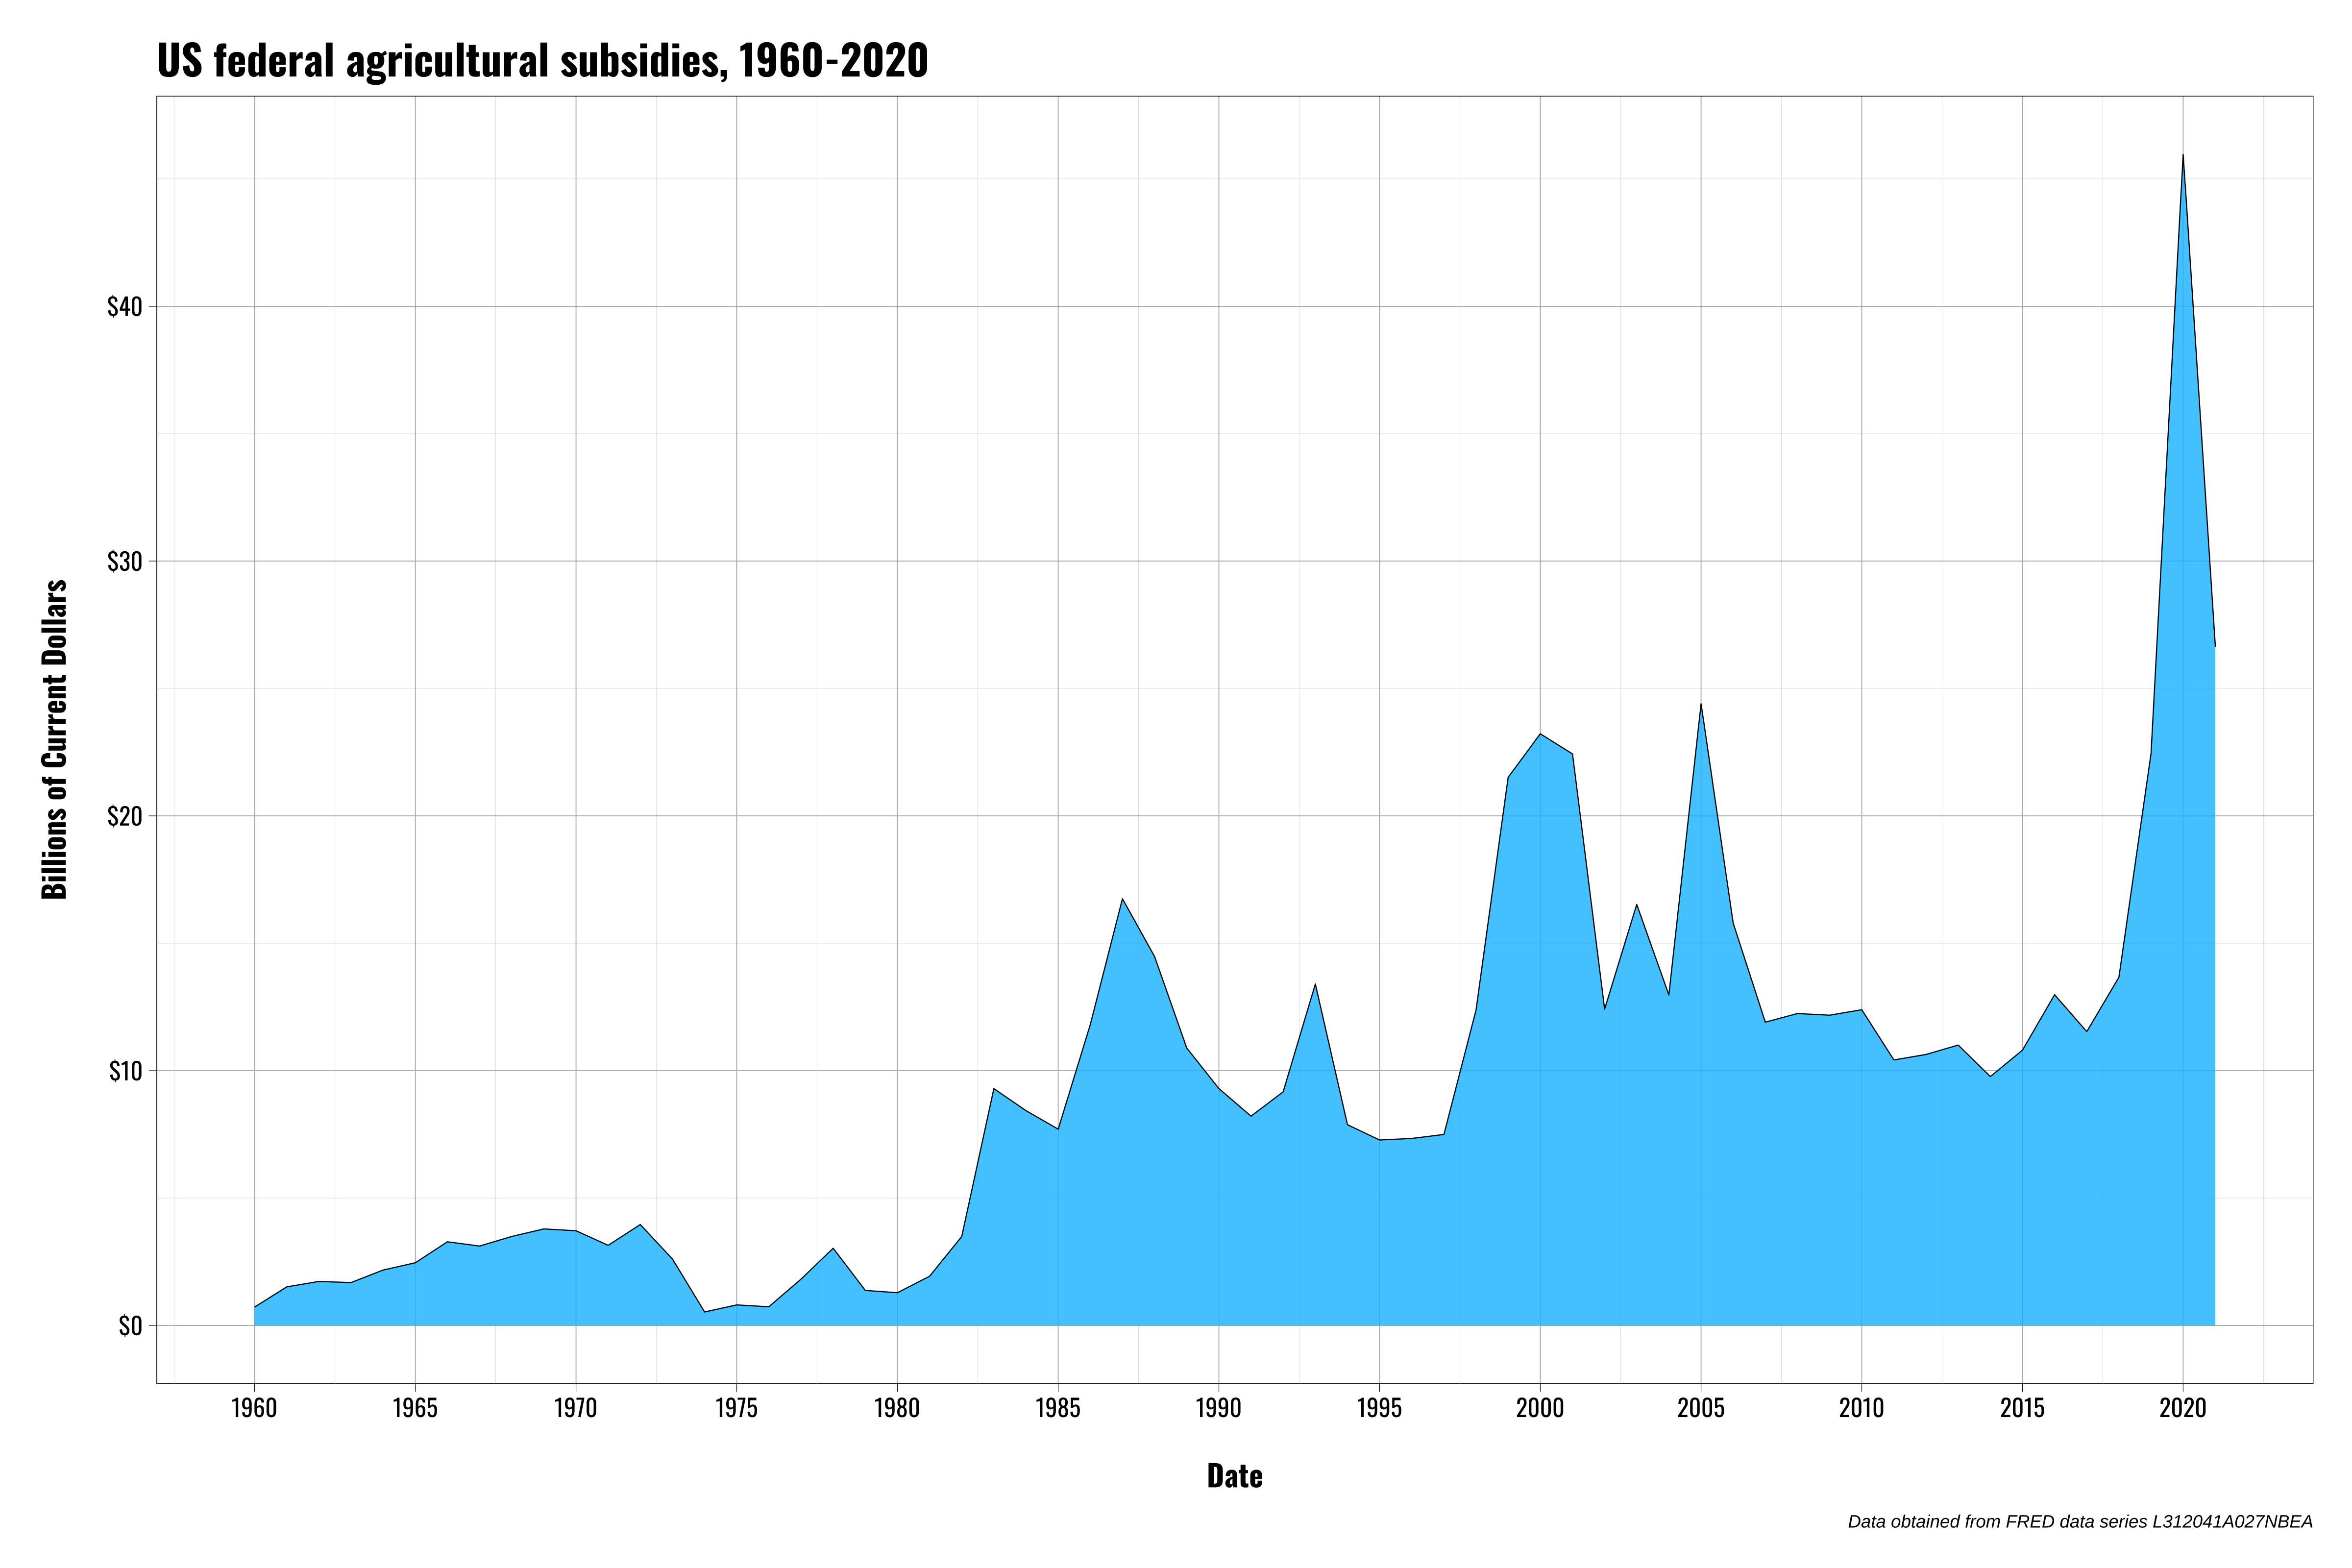 US federal agricultural subsidies, 1960-2020
Billions of Current Dollars
$40
$30
$20
$10
$0
1960 1965 1970 1975 1980 1985 1990 1995 2000 2005 2010 2015 2020
Date
Data obtained from FRED data series L312041A027NBEA